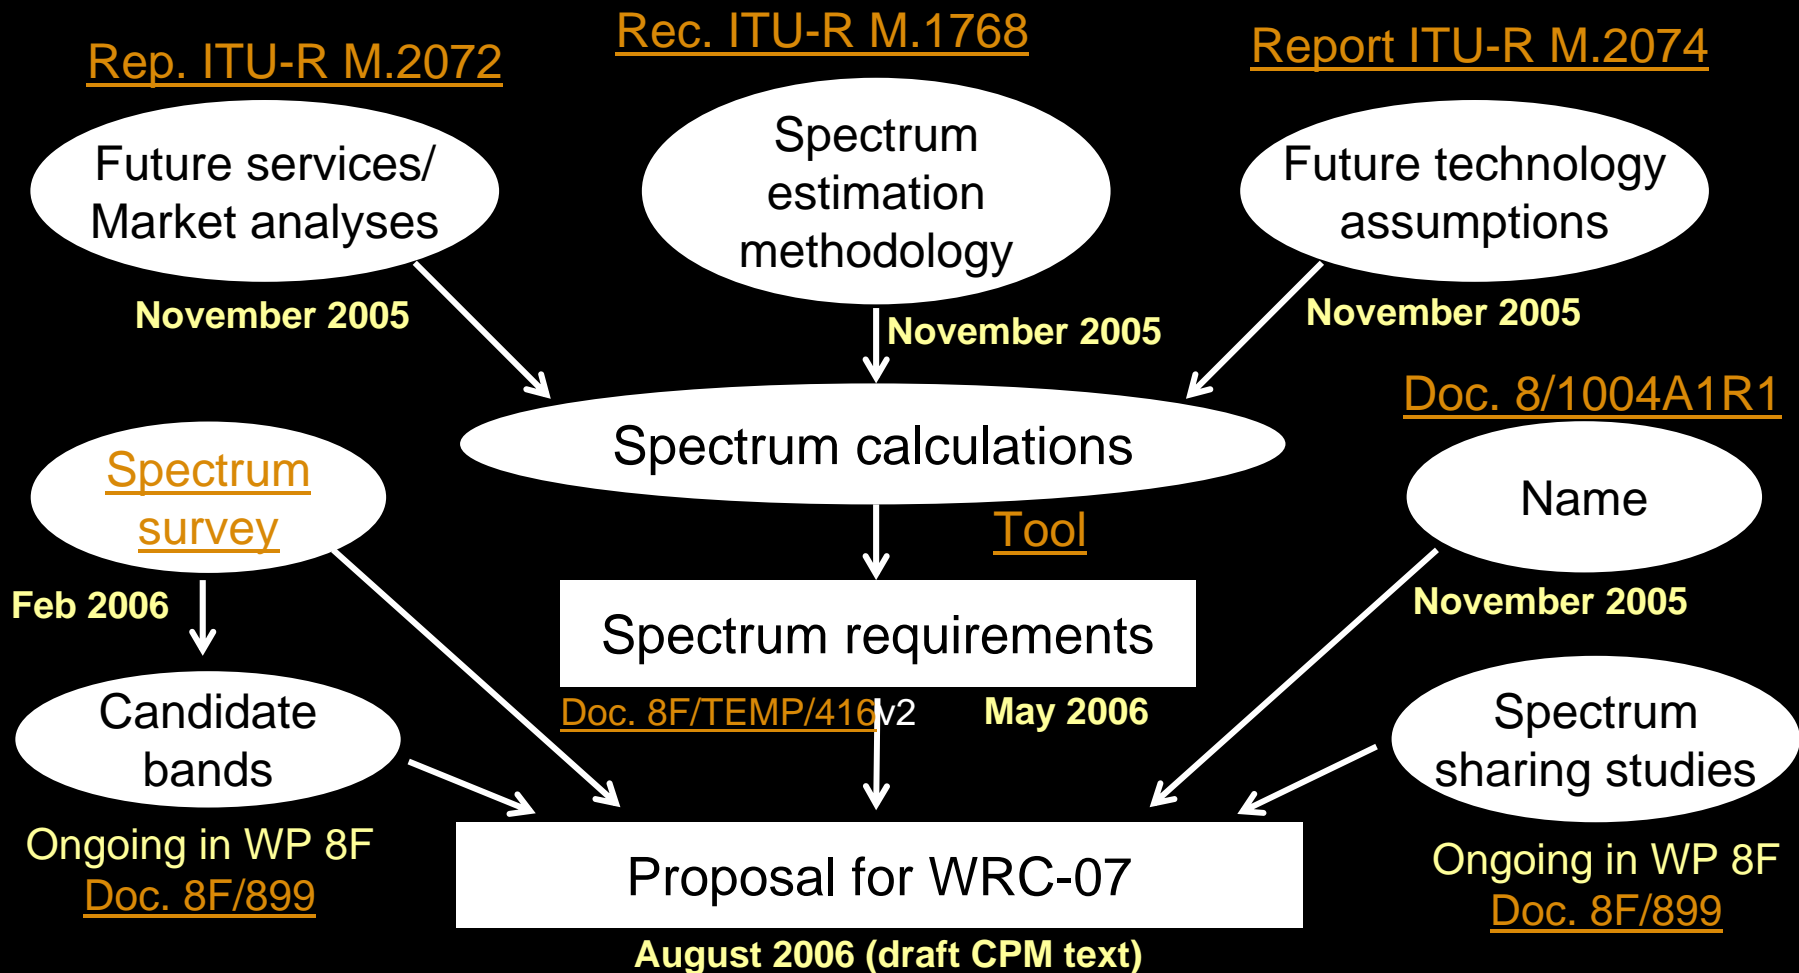 Rep. ITU-R M.2072
Rec. ITU-R M.1768
Report ITU-R M.2074
Future services/
Market analyses
Spectrum
estimation
methodology
Future technology
assumptions
November 2005
November 2005
November 2005
Doc. 8/1004A1R1
Spectrum calculations
Spectrum
survey
Name
Tool
Feb 2006
November 2005
Spectrum requirements
Doc. 8F/TEMP/416v2
May 2006
Candidate
bands
Spectrum
sharing studies
Ongoing in WP 8F
Doc. 8F/899
Proposal for WRC-07
Ongoing in WP 8F
Doc. 8F/899
August 2006 (draft CPM text)